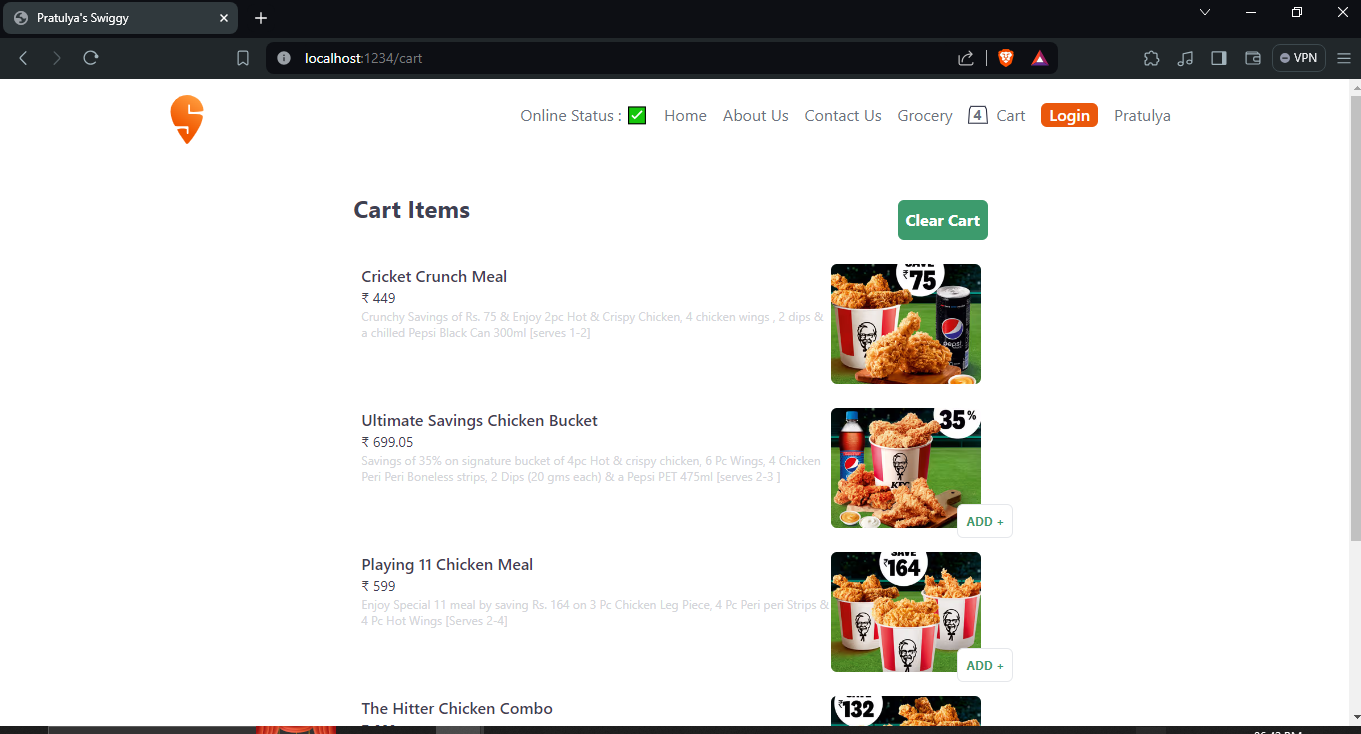 Pratulya's Swiggy
localhost:1234/cart
VPN
Online Status : ✅ Home About Us Contact Us Grocery 4 Cart Login Pratulya
Cart Items
Clear Cart
Cricket Crunch Meal
₹ 449
Crunchy Savings of Rs. 75 & Enjoy 2pc Hot & Crispy Chicken, 4 chicken wings , 2 dips &
a chilled Pepsi Black Can 300ml [serves 1-2]
SAVE
₹75
pepsi
Ultimate Savings Chicken Bucket
₹ 699.05
Savings of 35% on signature bucket of 4pc Hot & crispy chicken, 6 Pc Wings, 4 Chicken
Peri Peri Boneless strips, 2 Dips (20 gms each) & a Pepsi PET 475ml [serves 2-3 ]
35%
KFC
ADD +
Playing 11 Chicken Meal
₹ 599
Enjoy Special 11 meal by saving Rs. 164 on 3 Pc Chicken Leg Piece, 4 Pc Peri peri Strips &
4 Pc Hot Wings [Serves 2-4]
SAVE
₹164
ADD +
The Hitter Chicken Combo
₹132